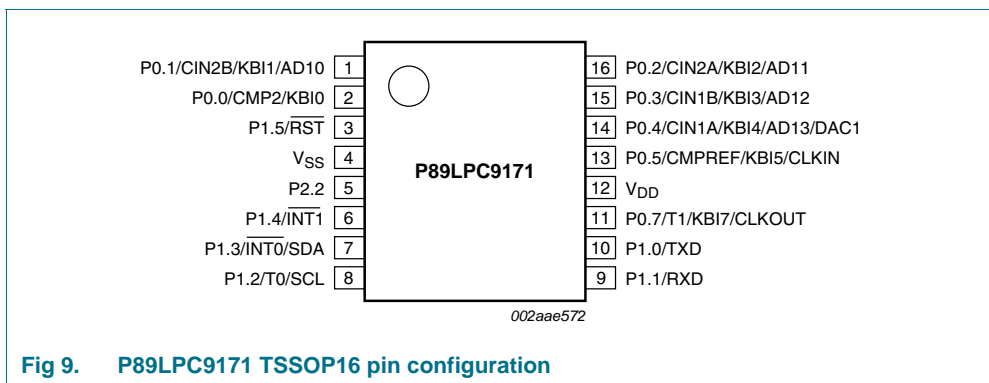 P0.1/CIN2B/KBI1/AD10 1
P0.0/CMP2/KBI0 2
P1.5/R̅S̅T̅ 3
VSS 4
P2.2 5
P1.4/I̅N̅T̅1̅ 6
P1.3/I̅N̅T̅0̅/SDA 7
P1.2/T0/SCL 8
P89LPC9171
16 P0.2/CIN2A/KBI2/AD11
15 P0.3/CIN1B/KBI3/AD12
14 P0.4/CIN1A/KBI4/AD13/DAC1
13 P0.5/CMPREF/KBI5/CLKIN
12 VDD
11 P0.7/T1/KBI7/CLKOUT
10 P1.0/TXD
9 P1.1/RXD
002aae572
Fig 9. P89LPC9171 TSSOP16 pin configuration